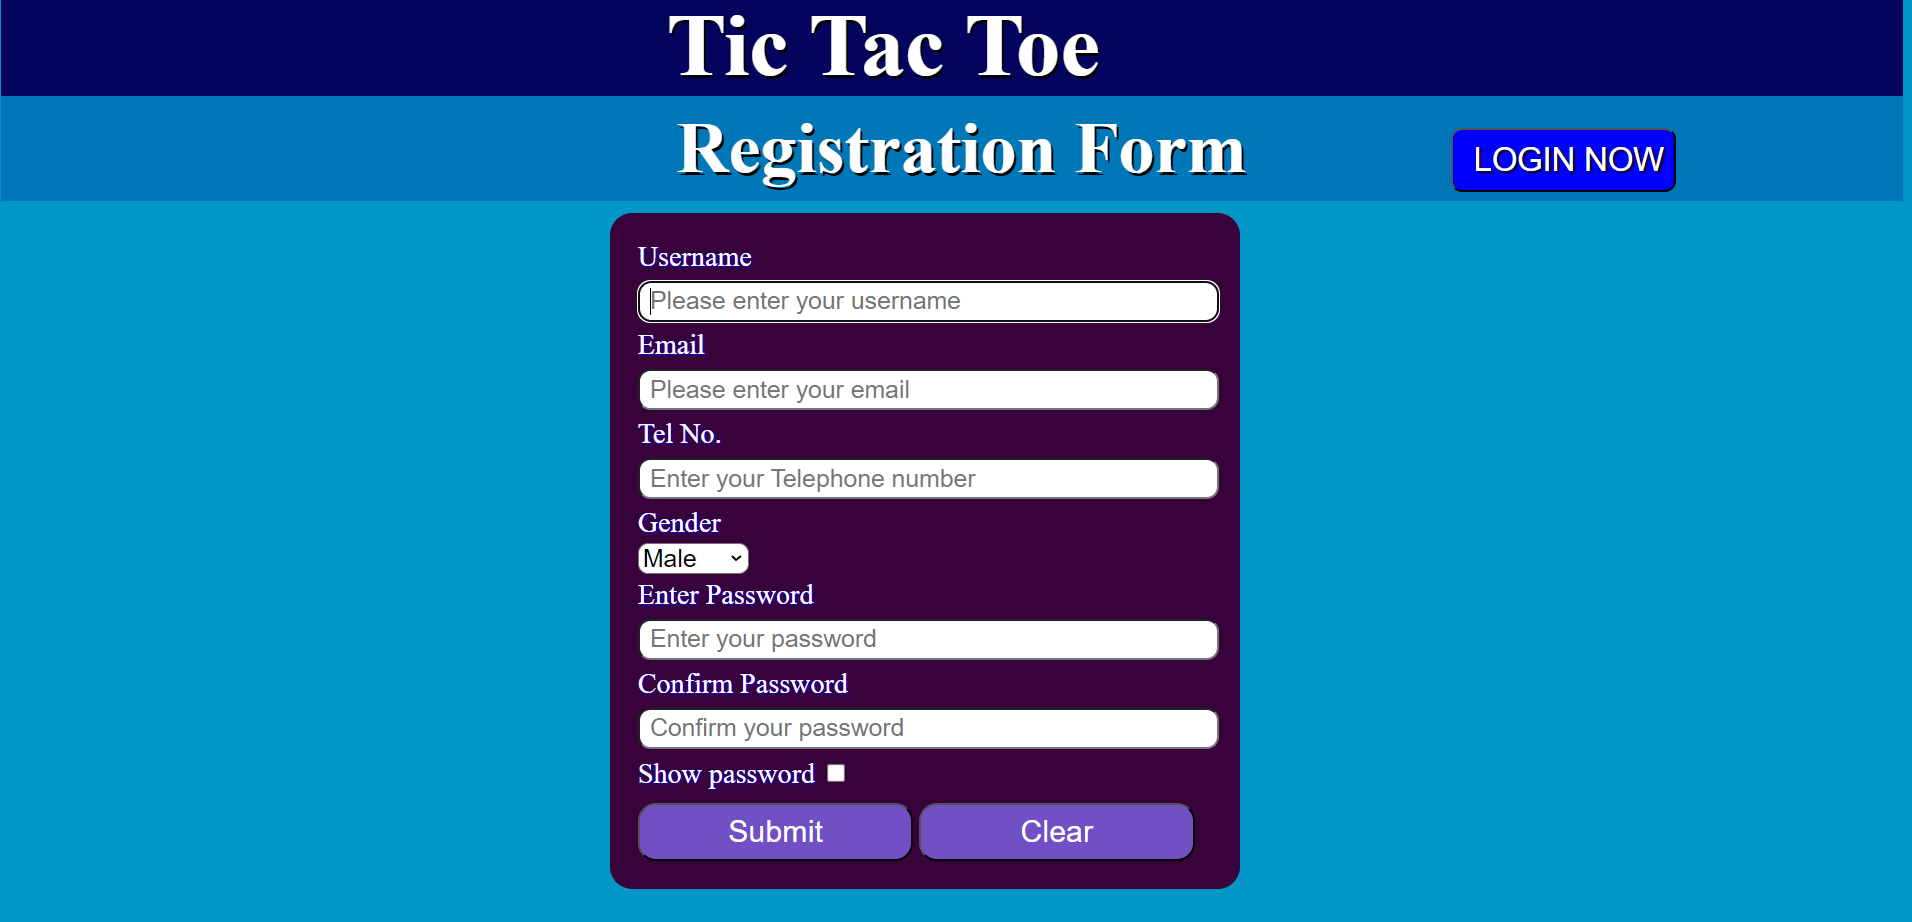 Tic Tac Toe
Registration Form
LOGIN NOW
Username
Please enter your username
Email
Please enter your email
Tel No.
Enter your Telephone number
Gender
Male
Enter Password
Enter your password
Confirm Password
Confirm your password
Show password
Submit
Clear